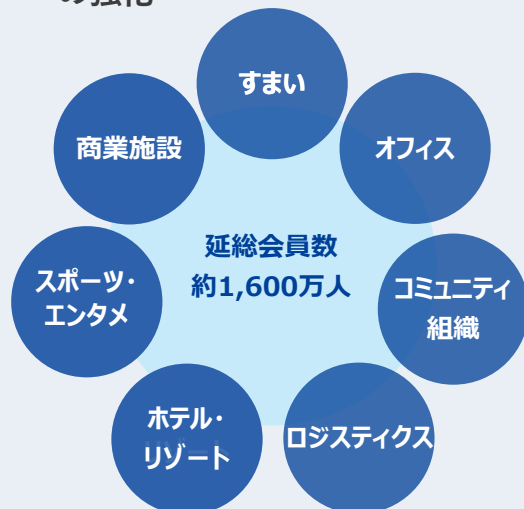 の強化
すまい
商業施設
オフィス
延総会員数
約1,600万人
スポーツ・
エンタメ
コミュニティ
組織
ホテル・
リゾート
ロジスティクス